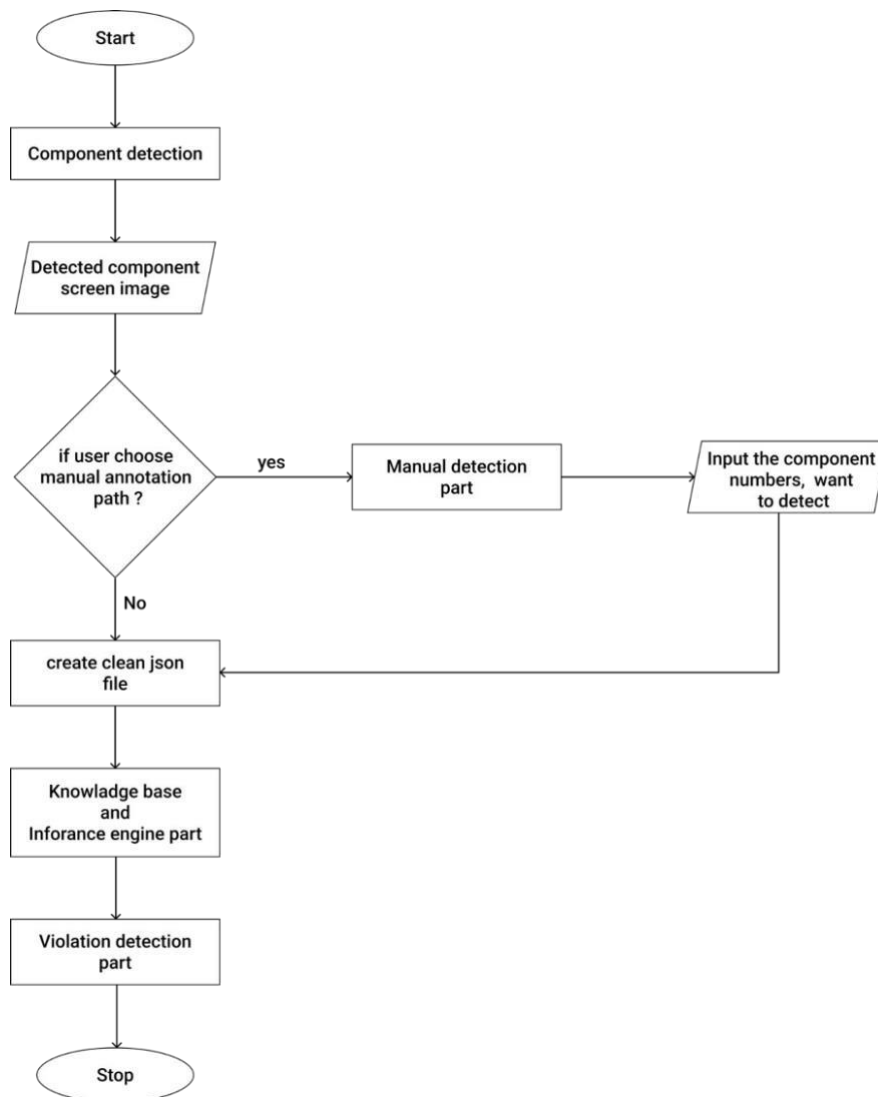 Start
Component detection
Detected component
screen image
if user choose
manual annotation
path ?
yes
Manual detection
part
Input the component
numbers, want
to detect
No
create clean json
file
Knowladge base
and
Inforance engine part
Violation detection
part
Stop